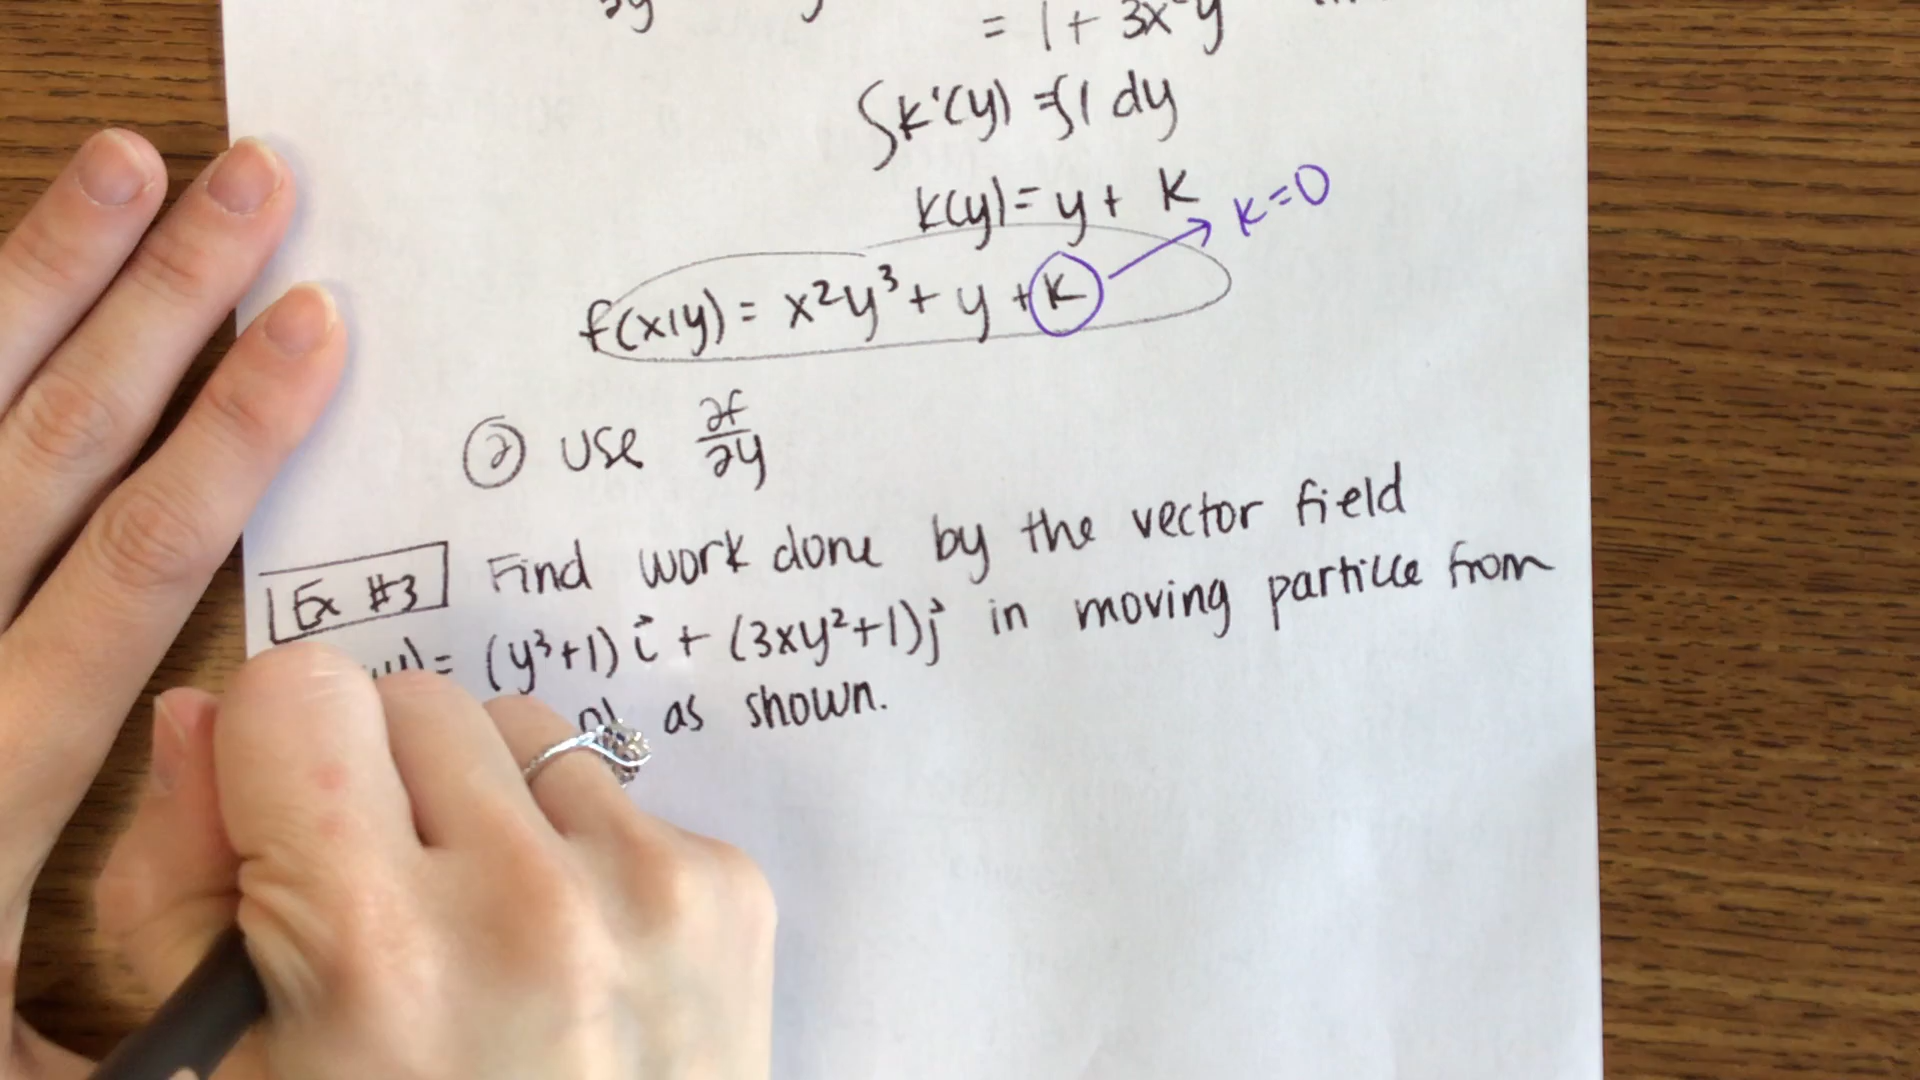 = 1 + 3x²y
∫k'(y) = ∫1 dy
k(y) = y + k
k=0
f(x,y) = x²y³ + y + k
② use ∂f/∂y
Ex #3 Find work done by the vector field
= (y³+1) i + (3xy²+1) j in moving particle from
as shown.